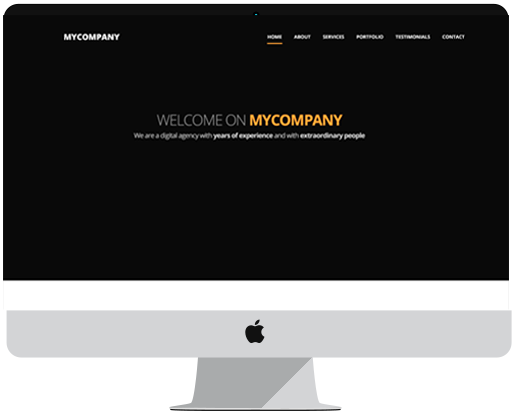 MYCOMPANY HOME ABOUT SERVICES PORTFOLIO TESTIMONIALS CONTACT
WELCOME ON MYCOMPANY
We are a digital agency with years of experience and with extraordinary people